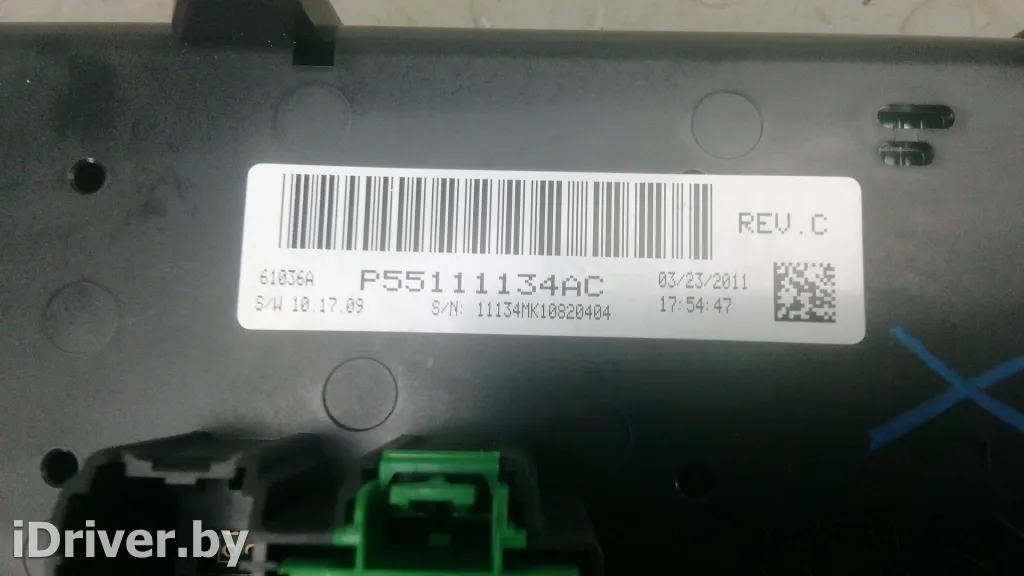 REV.C
61036A P55111134AC 03/23/2011
S/W 10.17.09 S/N: 11134MK10820404 17:54:47
iDriver.by